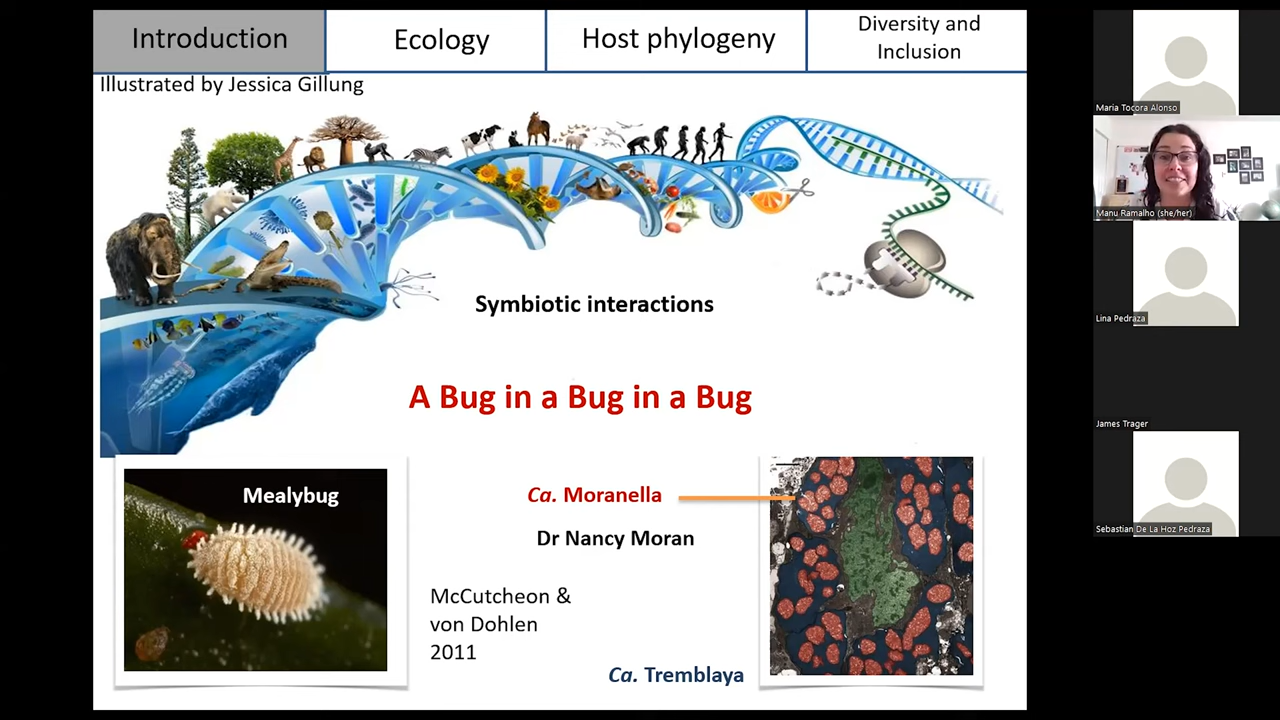 Introduction
Ecology
Host phylogeny
Diversity and
Inclusion
Illustrated by Jessica Gillung
Symbiotic interactions
A Bug in a Bug in a Bug
Mealybug
Ca. Moranella
Dr Nancy Moran
McCutcheon &
von Dohlen
2011
Ca. Tremblaya
Maria Tocora Alonso
Manu Ramalho (she/her)
Lina Pedraza
James Trager
Sebastian De La Hoz Pedraza